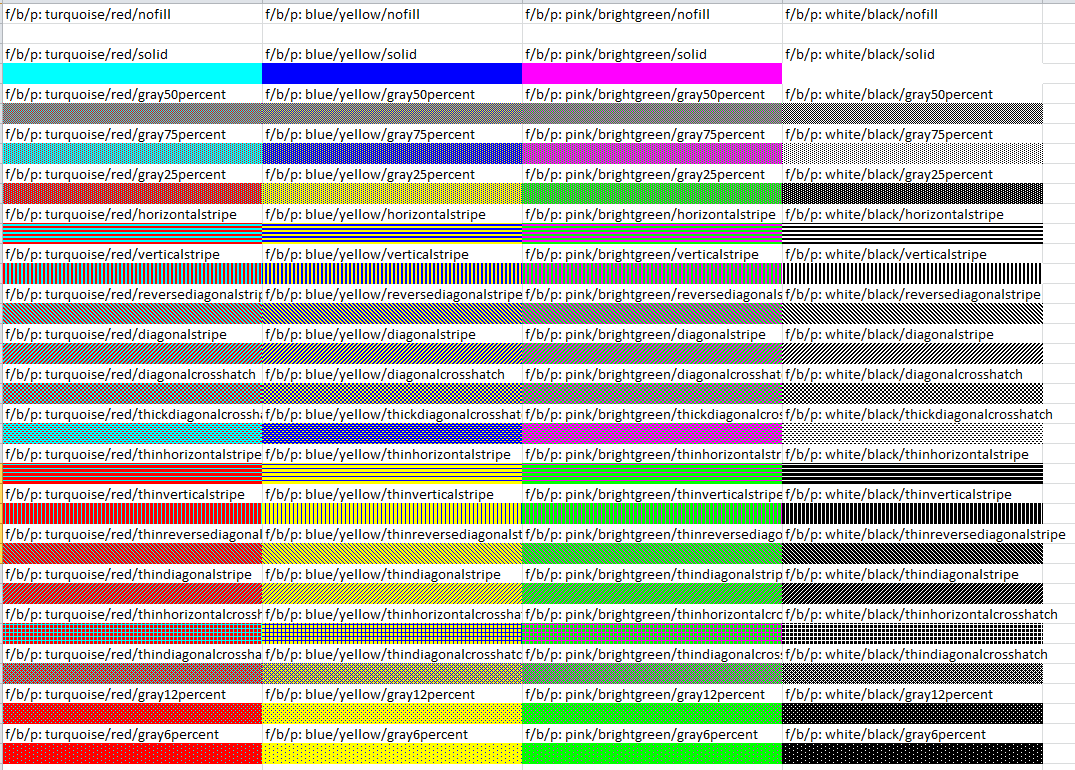 f/b/p: turquoise/red/nofill f/b/p: blue/yellow/nofill f/b/p: pink/brightgreen/nofill f/b/p: white/black/nofill
f/b/p: turquoise/red/solid f/b/p: blue/yellow/solid f/b/p: pink/brightgreen/solid f/b/p: white/black/solid
f/b/p: turquoise/red/gray50percent f/b/p: blue/yellow/gray50percent f/b/p: pink/brightgreen/gray50percent f/b/p: white/black/gray50percent
f/b/p: turquoise/red/gray75percent f/b/p: blue/yellow/gray75percent f/b/p: pink/brightgreen/gray75percent f/b/p: white/black/gray75percent
f/b/p: turquoise/red/gray25percent f/b/p: blue/yellow/gray25percent f/b/p: pink/brightgreen/gray25percent f/b/p: white/black/gray25percent
f/b/p: turquoise/red/horizontalstripe f/b/p: blue/yellow/horizontalstripe f/b/p: pink/brightgreen/horizontalstripe f/b/p: white/black/horizontalstripe
f/b/p: turquoise/red/verticalstripe f/b/p: blue/yellow/verticalstripe f/b/p: pink/brightgreen/verticalstripe f/b/p: white/black/verticalstripe
f/b/p: turquoise/red/reversediagonalstrip f/b/p: blue/yellow/reversediagonalstripe f/b/p: pink/brightgreen/reversediagonals f/b/p: white/black/reversediagonalstripe
f/b/p: turquoise/red/diagonalstripe f/b/p: blue/yellow/diagonalstripe f/b/p: pink/brightgreen/diagonalstripe f/b/p: white/black/diagonalstripe
f/b/p: turquoise/red/diagonalcrosshatch f/b/p: blue/yellow/diagonalcrosshatch f/b/p: pink/brightgreen/diagonalcrosshat f/b/p: white/black/diagonalcrosshatch
f/b/p: turquoise/red/thickdiagonalcrossha f/b/p: blue/yellow/thickdiagonalcrosshat f/b/p: pink/brightgreen/thickdiagonalcros f/b/p: white/black/thickdiagonalcrosshatch
f/b/p: turquoise/red/thinhorizontalstripe f/b/p: blue/yellow/thinhorizontalstripe f/b/p: pink/brightgreen/thinhorizontalstr f/b/p: white/black/thinhorizontalstripe
f/b/p: turquoise/red/thinverticalstripe f/b/p: blue/yellow/thinverticalstripe f/b/p: pink/brightgreen/thinverticalstripe f/b/p: white/black/thinverticalstripe
f/b/p: turquoise/red/thinreversediagonal f/b/p: blue/yellow/thinreversediagonalst f/b/p: pink/brightgreen/thinreversediago f/b/p: white/black/thinreversediagonalstripe
f/b/p: turquoise/red/thindiagonalstripe f/b/p: blue/yellow/thindiagonalstripe f/b/p: pink/brightgreen/thindiagonalstrip f/b/p: white/black/thindiagonalstripe
f/b/p: turquoise/red/thinhorizontalcrossh f/b/p: blue/yellow/thinhorizontalcrossha f/b/p: pink/brightgreen/thinhorizontalcrc f/b/p: white/black/thinhorizontalcrosshatch
f/b/p: turquoise/red/thindiagonalcrossha f/b/p: blue/yellow/thindiagonalcrosshatc f/b/p: pink/brightgreen/thindiagonalcros f/b/p: white/black/thindiagonalcrosshatch
f/b/p: turquoise/red/gray12percent f/b/p: blue/yellow/gray12percent f/b/p: pink/brightgreen/gray12percent f/b/p: white/black/gray12percent
f/b/p: turquoise/red/gray6percent f/b/p: blue/yellow/gray6percent f/b/p: pink/brightgreen/gray6percent f/b/p: white/black/gray6percent